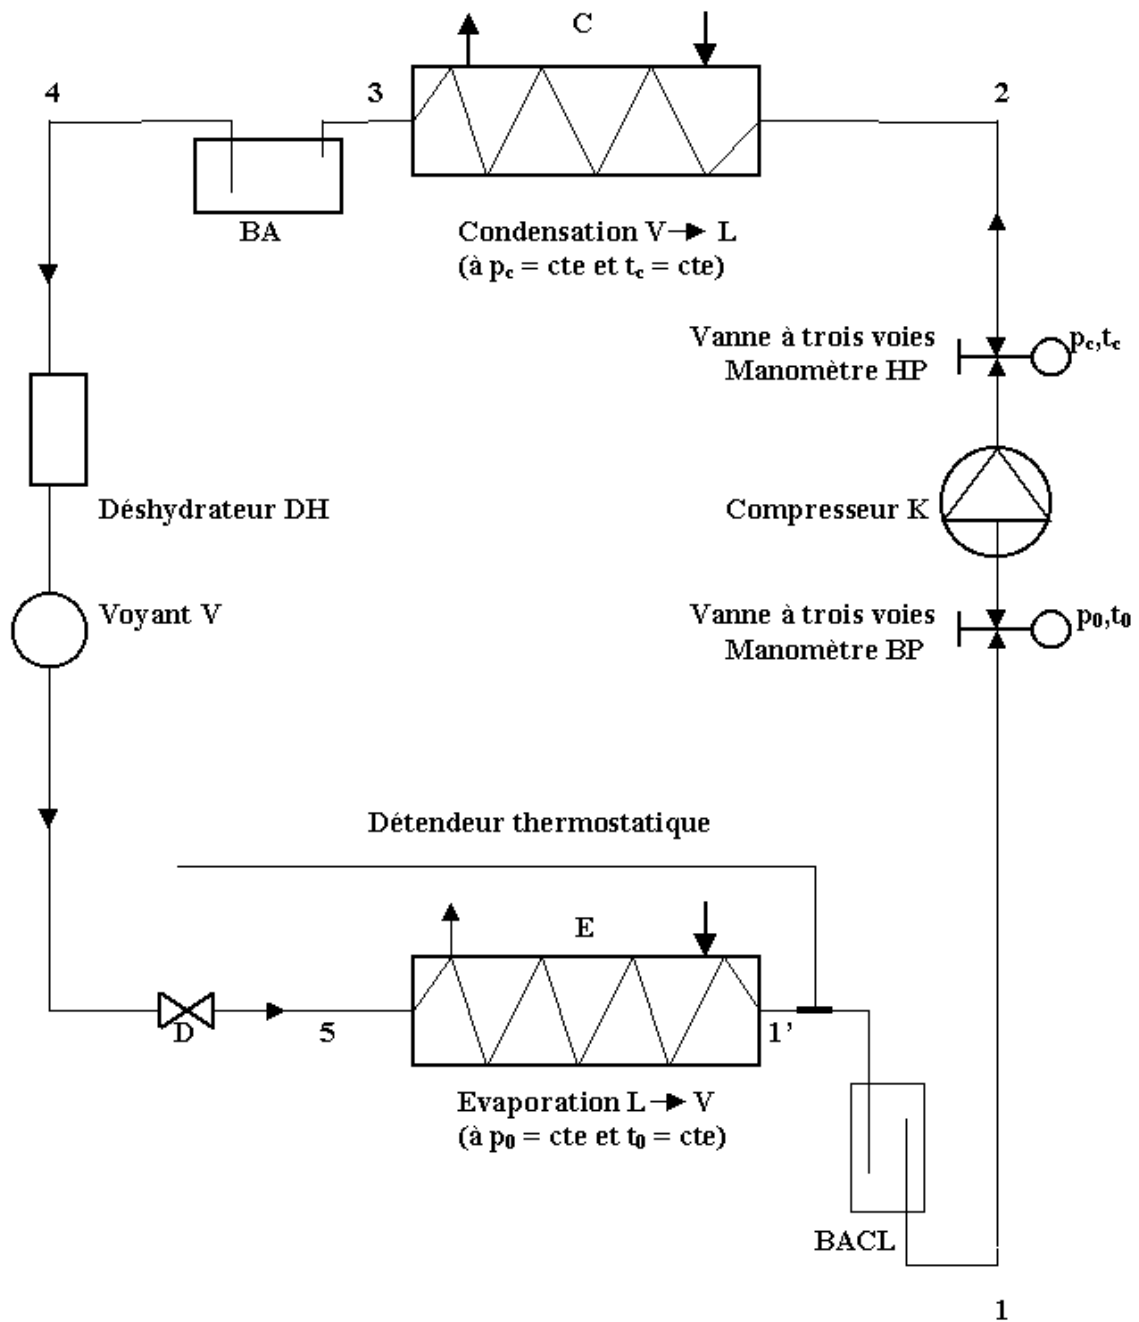 C
4
3
2
BA
Condensation V → L
(à pc = cte et tc = cte)
Vanne à trois voies
Manomètre HP
pc,tc
Déshydrateur DH
Compresseur K
Voyant V
Vanne à trois voies
Manomètre BP
p0,t0
Détendeur thermostatique
E
D
5
1’
Evaporation L → V
(à p0 = cte et t0 = cte)
BACL
1